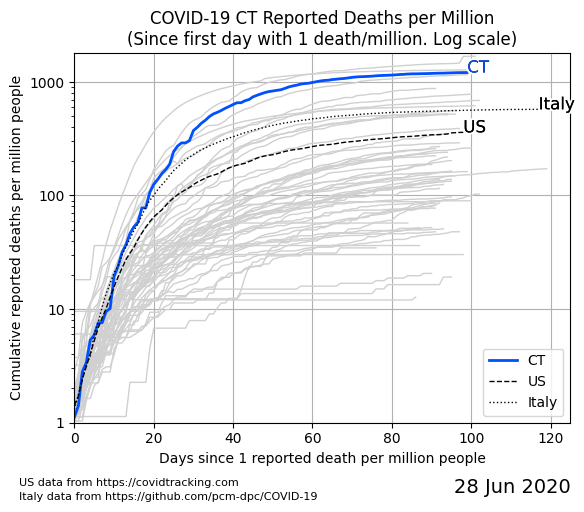 COVID-19 CT Reported Deaths per Million
(Since first day with 1 death/million. Log scale)
Cumulative reported deaths per million people
1000
100
10
1
CT
Italy
US
CT
US
Italy
0 20 40 60 80 100 120
Days since 1 reported death per million people
US data from https://covidtracking.com
Italy data from https://github.com/pcm-dpc/COVID-19
28 Jun 2020